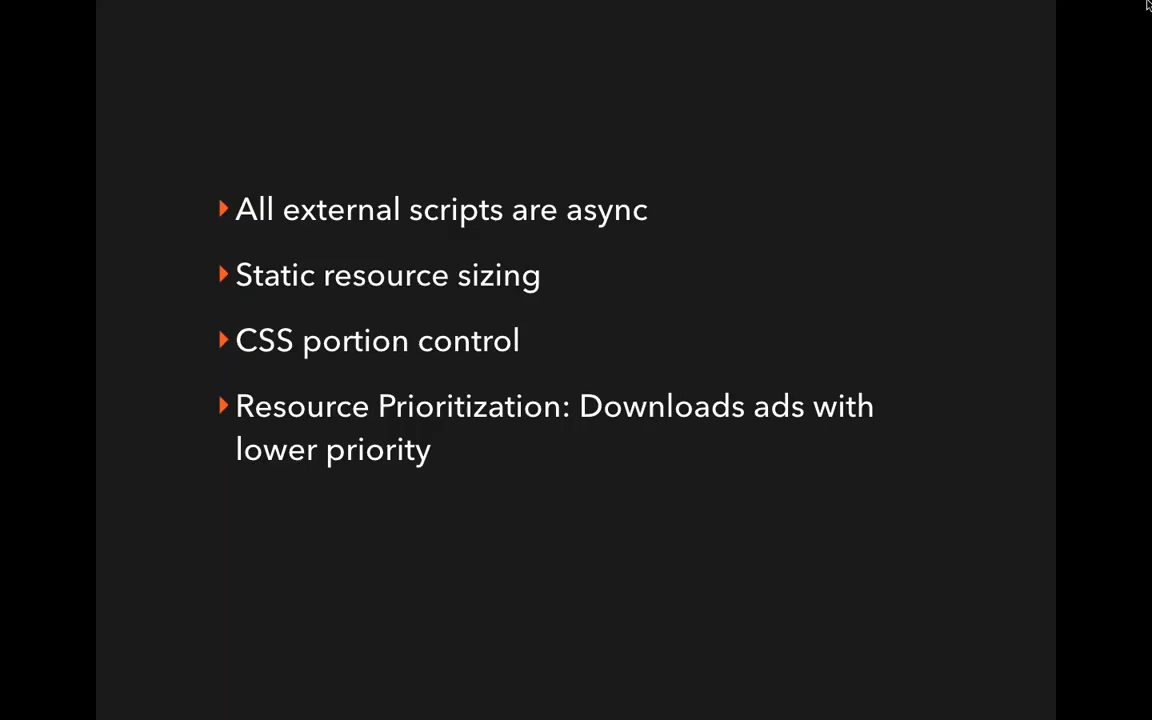 All external scripts are async
Static resource sizing
CSS portion control
Resource Prioritization: Downloads ads with
lower priority